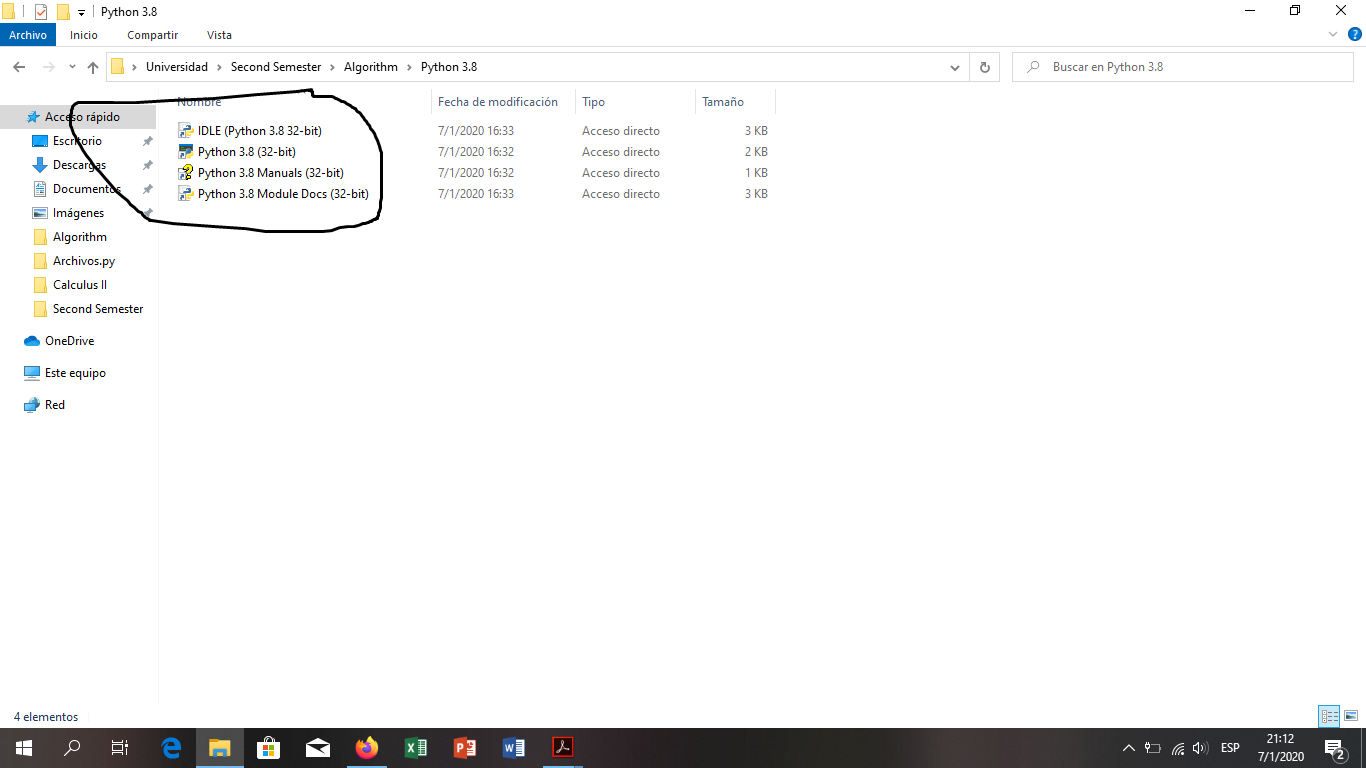 Python 3.8
Archivo Inicio Compartir Vista
Universidad Second Semester Algorithm Python 3.8 Buscar en Python 3.8
Nombre Fecha de modificación Tipo Tamaño
Acceso rápido
Escritorio
Descargas
Documentos
Imágenes
Algorithm
Archivos.py
Calculus II
Second Semester
OneDrive
Este equipo
Red
IDLE (Python 3.8 32-bit) 7/1/2020 16:33 Acceso directo 3 KB
Python 3.8 (32-bit) 7/1/2020 16:32 Acceso directo 2 KB
Python 3.8 Manuals (32-bit) 7/1/2020 16:32 Acceso directo 1 KB
Python 3.8 Module Docs (32-bit) 7/1/2020 16:33 Acceso directo 3 KB
4 elementos
ESP 21:12
7/1/2020 2